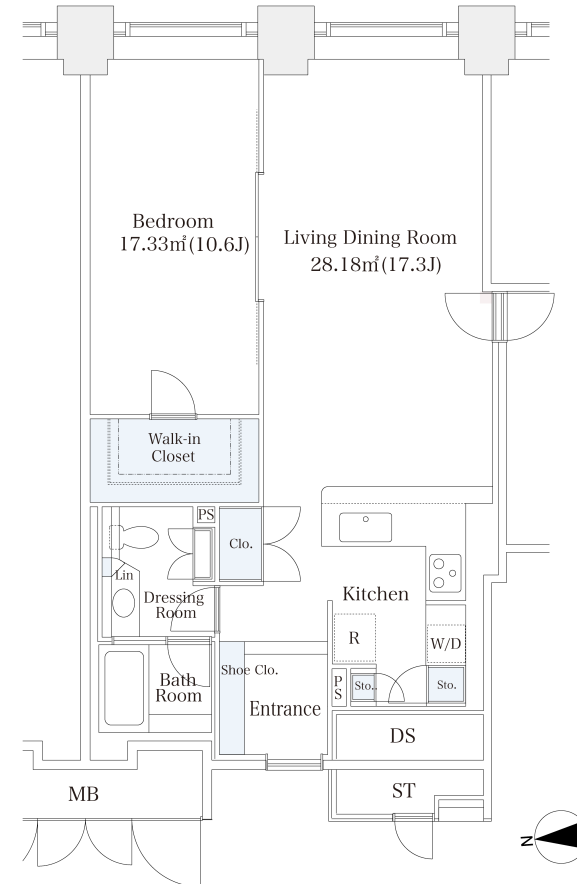 Bedroom
17.33㎡(10.6J)
Living Dining Room
28.18㎡(17.3J)
Walk-in
Closet
PS
Clo.
Lin
Dressing
Room
Kitchen
R
W/D
Bath
Room
Shoe Clo.
Entrance
P
S
Sto.
Sto.
DS
ST
MB
N